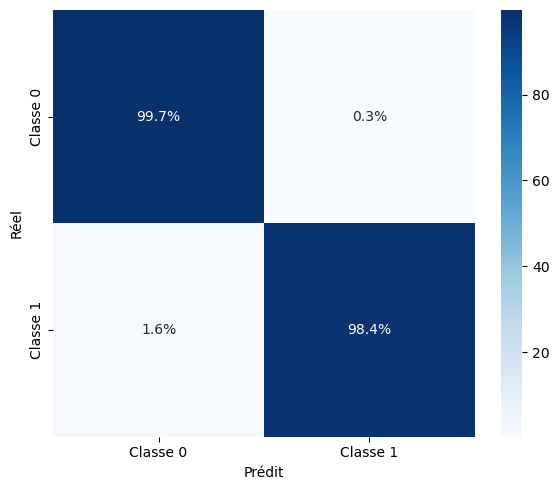 Réel
Classe 0
99.7%
0.3%
Classe 1
1.6%
98.4%
Classe 0
Classe 1
Prédit
80
60
40
20